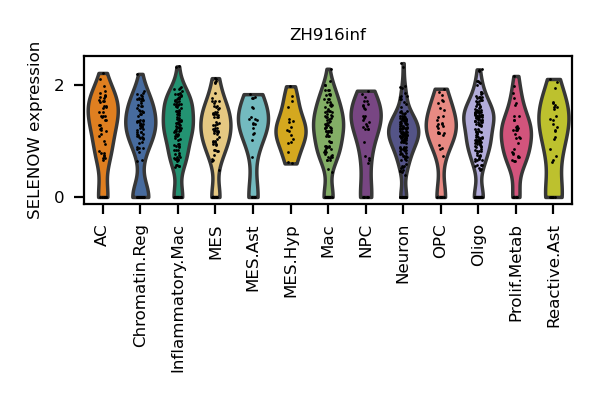 ZH916inf
SELENOW expression
2
0
AC
Chromatin.Reg
Inflammatory.Mac
MES
MES.Ast
MES.Hyp
Mac
NPC
Neuron
OPC
Oligo
Prolif.Metab
Reactive.Ast